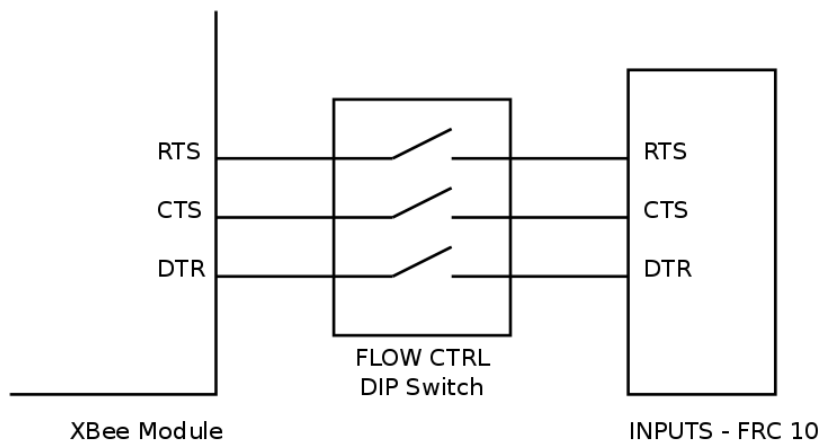 RTS RTS
CTS CTS
DTR DTR
FLOW CTRL
DIP Switch
XBee Module INPUTS - FRC 10